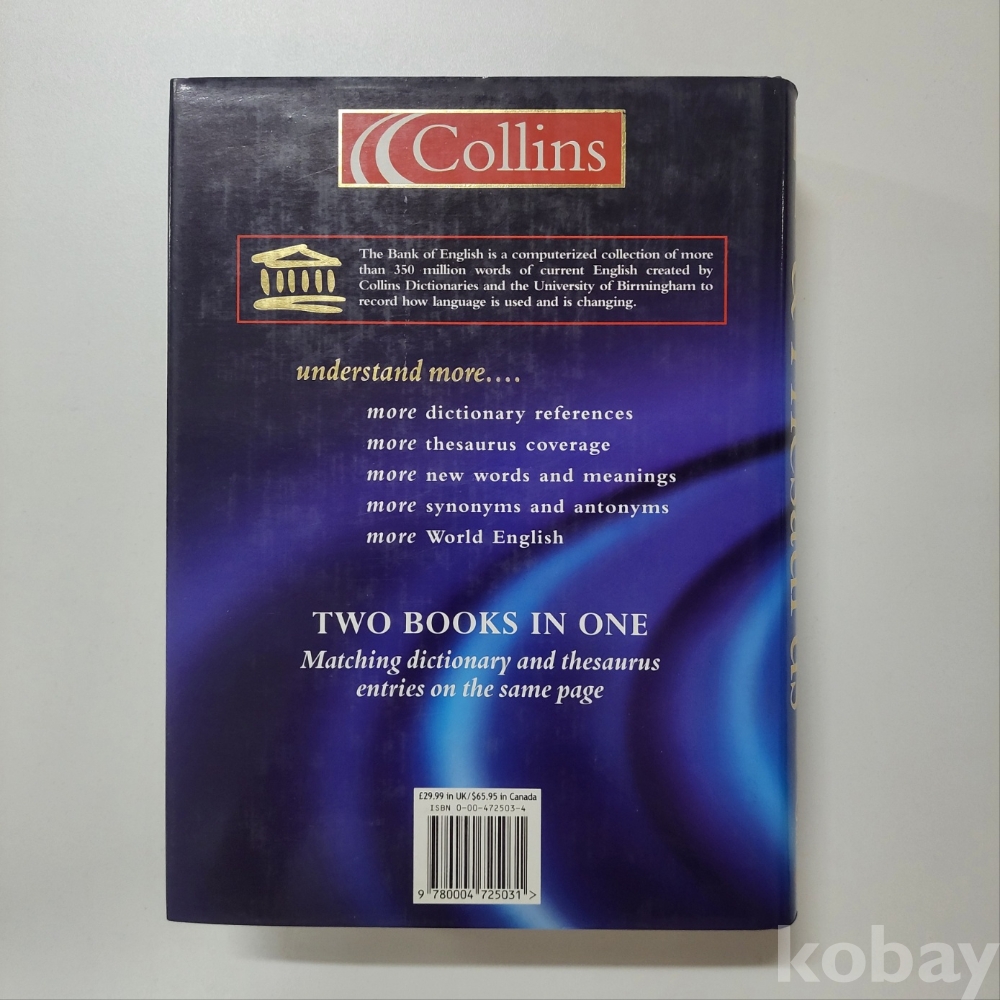 Collins
The Bank of English is a computerized collection of more
than 350 million words of current English created by
Collins Dictionaries and the University of Birmingham to
record how language is used and is changing.
understand more....
more dictionary references
more thesaurus coverage
more new words and meanings
more synonyms and antonyms
more World English
TWO BOOKS IN ONE
Matching dictionary and thesaurus
entries on the same page
£29.99 in UK/$65.95 in Canada
ISBN 0-00-472503-4
9 780004 725031 >
Thesaurus
kobay